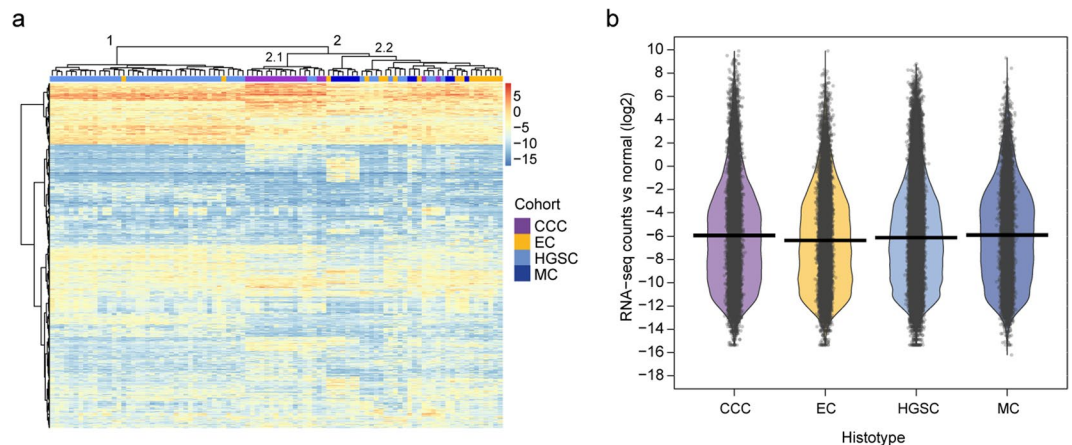 a
1
2
2.1
2.2
5
0
−5
−10
−15
Cohort
CCC
EC
HGSC
MC
b
RNA−seq counts vs normal (log2)
10
8
6
4
2
0
−2
−4
−6
−8
−10
−12
−14
−16
−18
CCC EC HGSC MC
Histotype